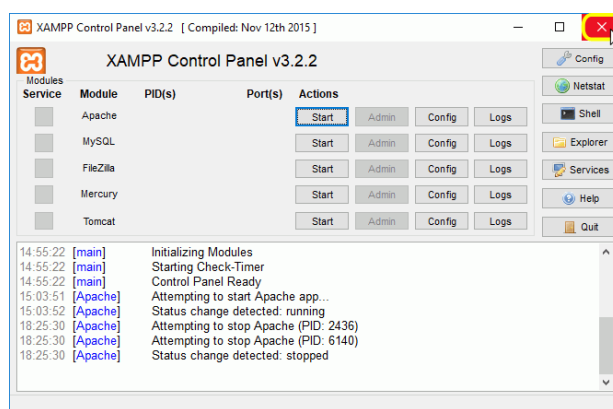 XAMPP Control Panel v3.2.2 [ Compiled: Nov 12th 2015 ]
XAMPP Control Panel v3.2.2
Config
Modules
Service Module PID(s) Port(s) Actions
Netstat
Apache Start Admin Config Logs
Shell
MySQL Start Admin Config Logs
Explorer
FileZilla Start Admin Config Logs
Services
Mercury Start Admin Config Logs
Help
Tomcat Start Admin Config Logs
Quit
14:55:22 [main] Initializing Modules
14:55:22 [main] Starting Check-Timer
14:55:22 [main] Control Panel Ready
15:03:51 [Apache] Attempting to start Apache app...
15:03:52 [Apache] Status change detected: running
18:25:30 [Apache] Attempting to stop Apache (PID: 2436)
18:25:30 [Apache] Attempting to stop Apache (PID: 6140)
18:25:30 [Apache] Status change detected: stopped